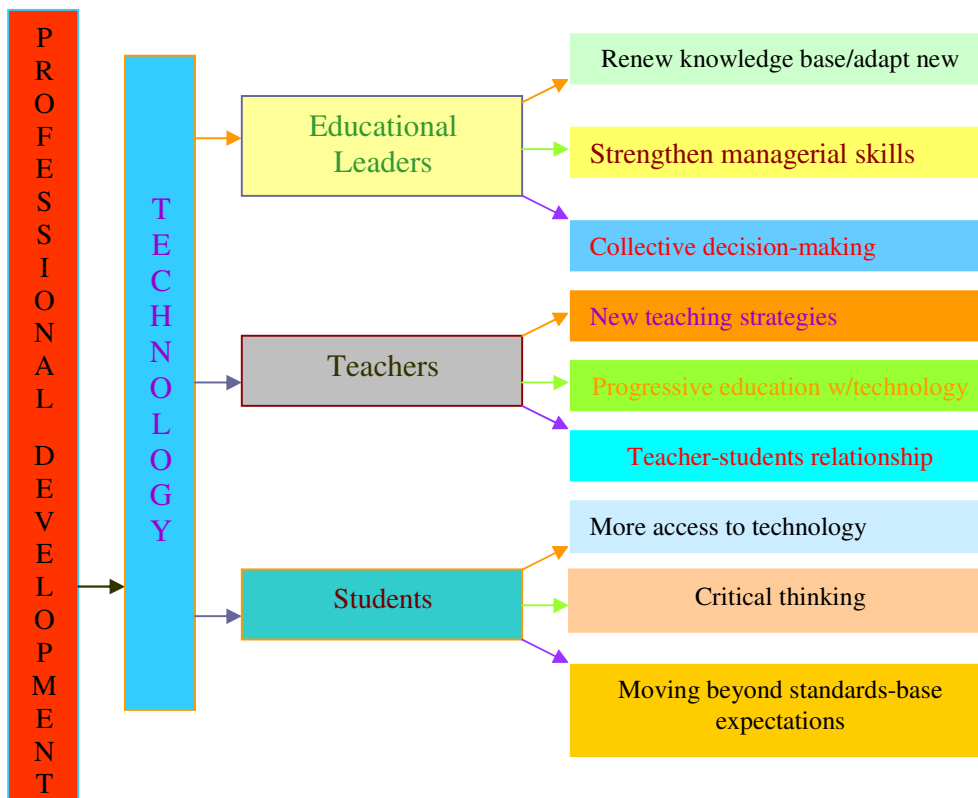 PROFESSIONAL DEVELOPMENT
TECHNOLOGY
Educational
Leaders
Renew knowledge base/adapt new
Strengthen managerial skills
Collective decision-making
Teachers
New teaching strategies
Progressive education w/technology
Teacher-students relationship
Students
More access to technology
Critical thinking
Moving beyond standards-base
expectations